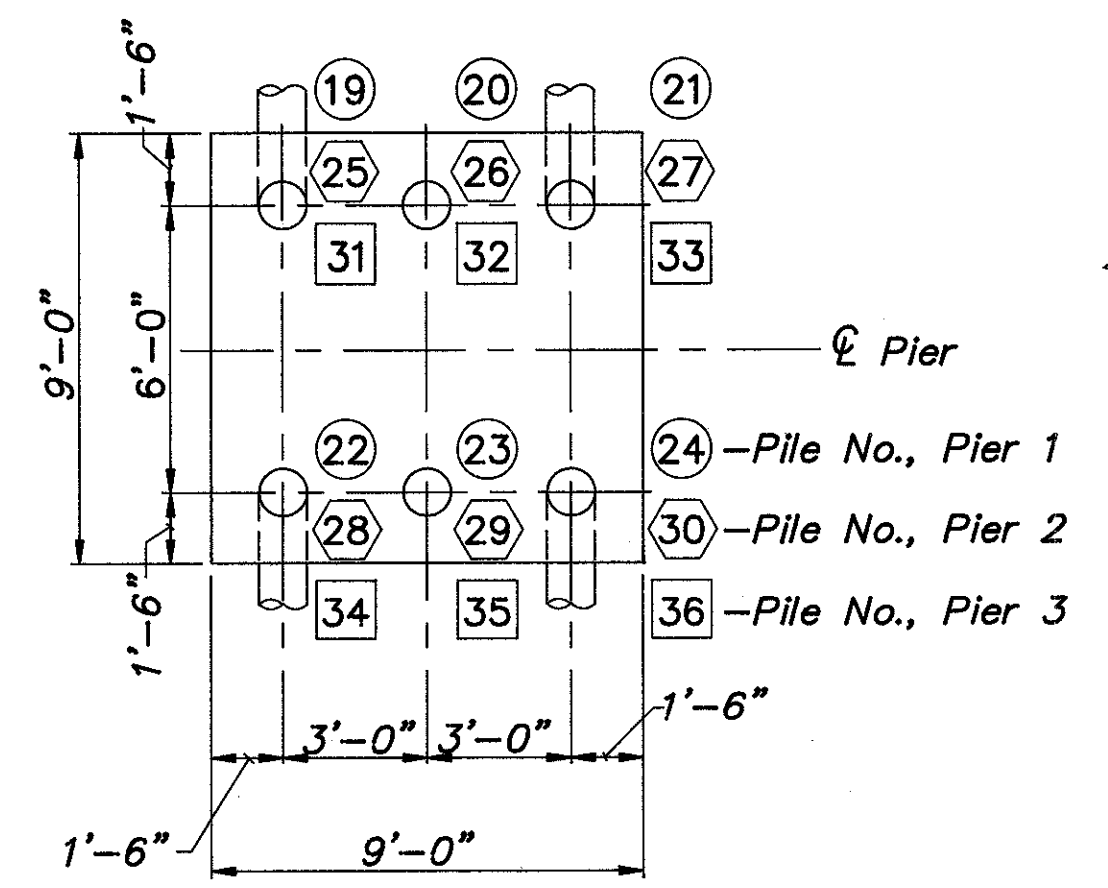 1'-6"
19 20 21
25 26 27
31 32 33
9'-0"
6'-0"
℄ Pier
22 23 24 -Pile No., Pier 1
28 29 30 -Pile No., Pier 2
34 35 36 -Pile No., Pier 3
1'-6"
1'-6"
3'-0" 3'-0"
1'-6"
9'-0"